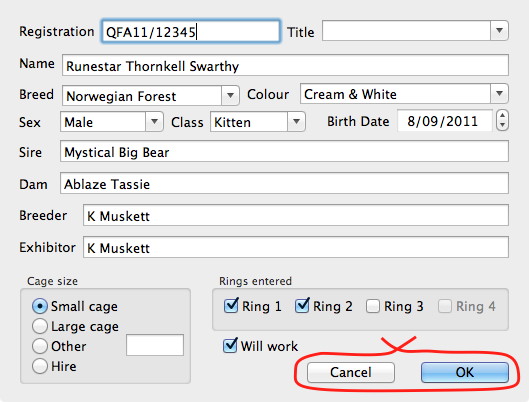 Registration QFA11/12345 Title
Name Runestar Thornkell Swarthy
Breed Norwegian Forest Colour Cream & White
Sex Male Class Kitten Birth Date 8/09/2011
Sire Mystical Big Bear
Dam Ablaze Tassie
Breeder K Muskett
Exhibitor K Muskett
Cage size Rings entered
Small cage Ring 1 Ring 2 Ring 3 Ring 4
Large cage
Other Will work
Hire Cancel OK